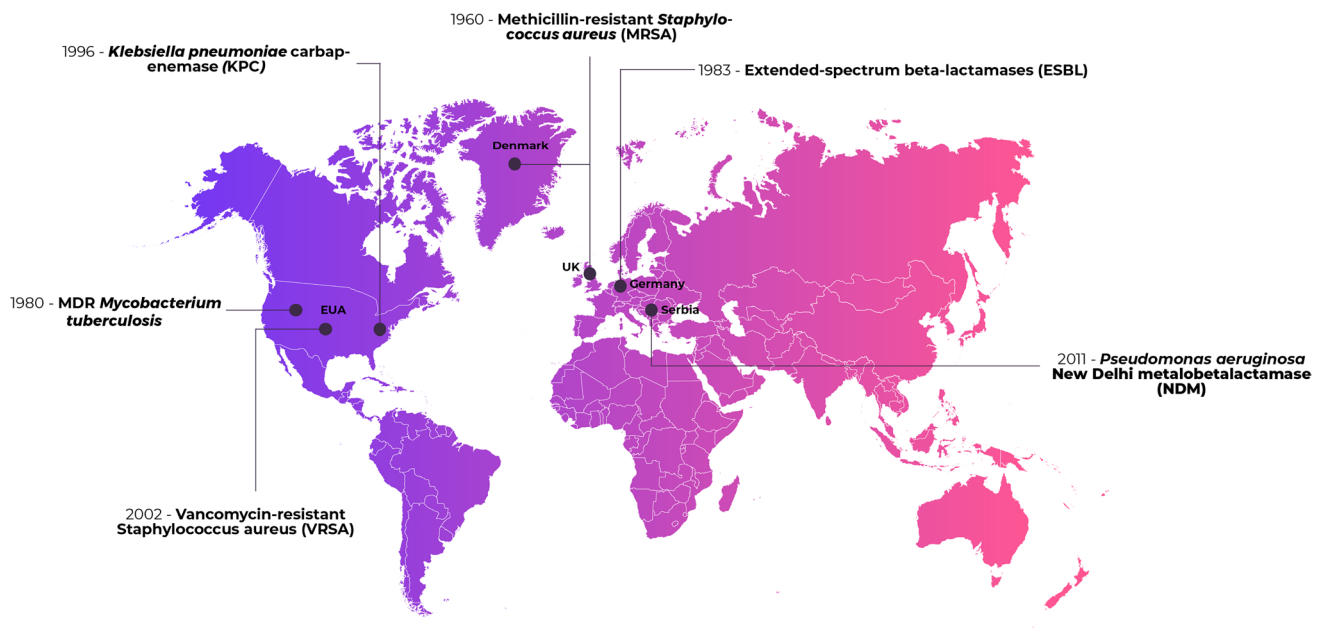 1960 - Methicillin-resistant Staphylo-
coccus aureus (MRSA)
1996 - Klebsiella pneumoniae carbap-
enemase (KPC)
1983 - Extended-spectrum beta-lactamases (ESBL)
Denmark
UK
Germany
1980 - MDR Mycobacterium
tuberculosis
EUA
Serbia
2011 - Pseudomonas aeruginosa
New Delhi metalobetalactamase
(NDM)
2002 - Vancomycin-resistant
Staphylococcus aureus (VRSA)